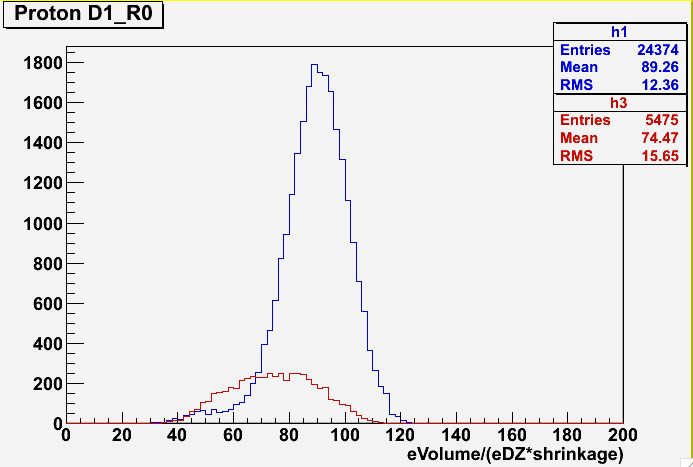 Proton D1_R0
h1
Entries 24374
Mean 89.26
RMS 12.36
h3
Entries 5475
Mean 74.47
RMS 15.65
1800
1600
1400
1200
1000
800
600
400
200
0
0 20 40 60 80 100 120 140 160 180 200
eVolume/(eDZ*shrinkage)